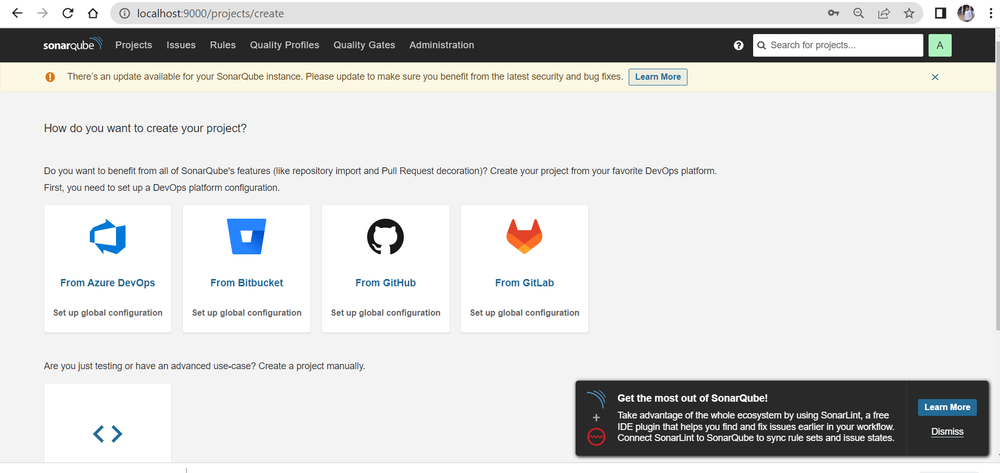 localhost:9000/projects/create
sonarqube Projects Issues Rules Quality Profiles Quality Gates Administration ? Search for projects... A
There's an update available for your SonarQube instance. Please update to make sure you benefit from the latest security and bug fixes. Learn More
How do you want to create your project?
Do you want to benefit from all of SonarQube's features (like repository import and Pull Request decoration)? Create your project from your favorite DevOps platform.
First, you need to set up a DevOps platform configuration.
From Azure DevOps From Bitbucket From GitHub From GitLab
Set up global configuration Set up global configuration Set up global configuration Set up global configuration
Are you just testing or have an advanced use-case? Create a project manually.
Get the most out of SonarQube!
Take advantage of the whole ecosystem by using SonarLint, a free
IDE plugin that helps you find and fix issues earlier in your workflow.
Connect SonarLint to SonarQube to sync rule sets and issue states.
Learn More
Dismiss